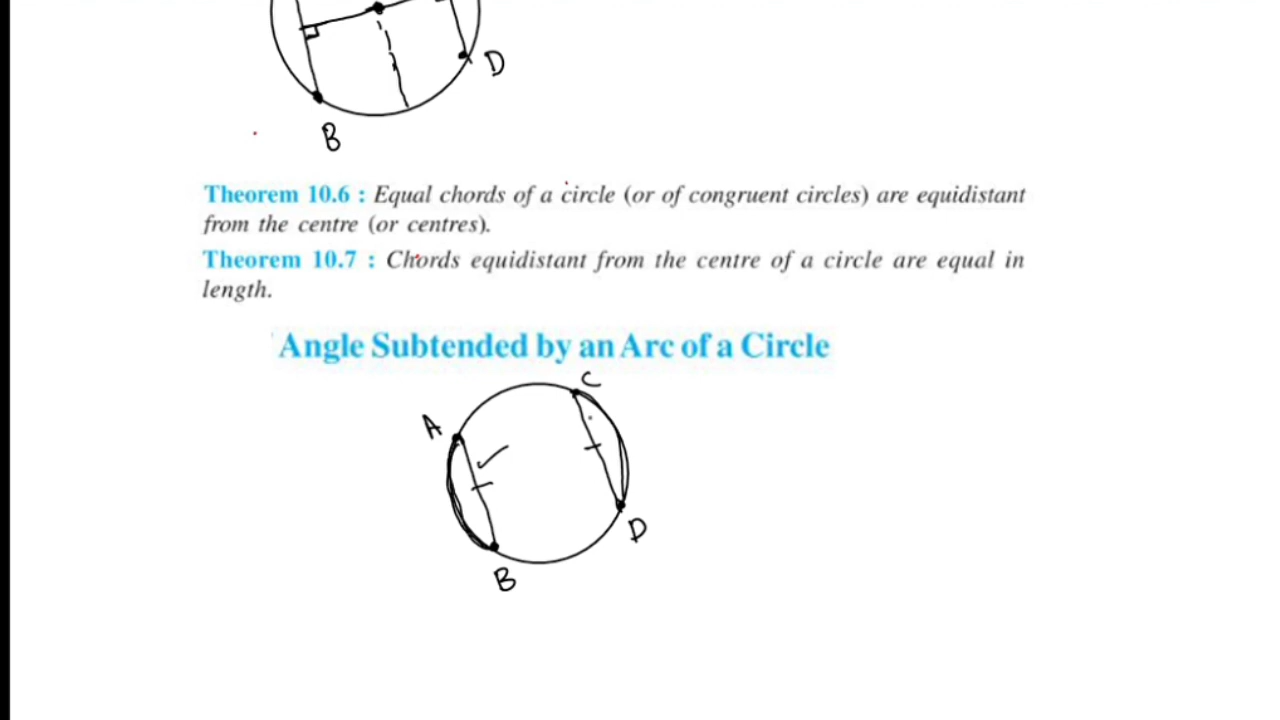 D
B
Theorem 10.6 : Equal chords of a circle (or of congruent circles) are equidistant
from the centre (or centres).
Theorem 10.7 : Chords equidistant from the centre of a circle are equal in
length.
Angle Subtended by an Arc of a Circle
C
A
D
B